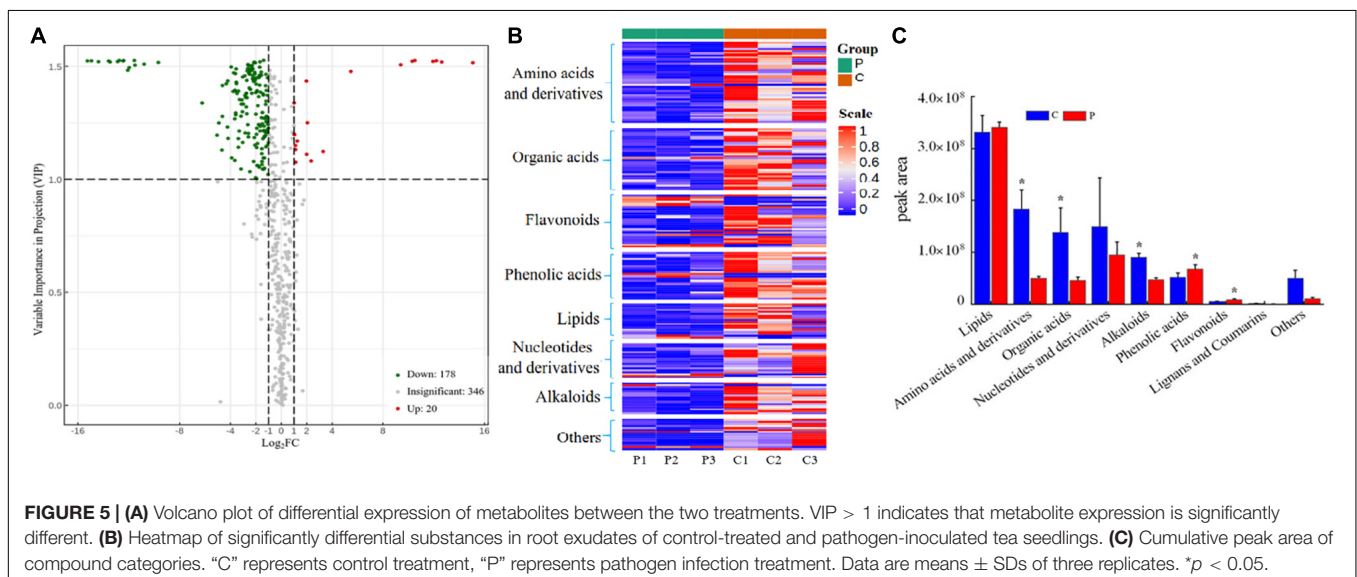 A
Variable Importance in Projection (VIP)
1.5
1.0
0.5
0.0
Down: 178
Insignificant: 346
Up: 20
-16
-8
-4
-2
-1
0
1
2
4
8
16
Log₂FC
B
Amino acids
and derivatives
Organic acids
Flavonoids
Phenolic acids
Lipids
Nucleotides
and derivatives
Alkaloids
Others
P1 P2 P3 C1 C2 C3
Group
P
C
Scale
1
0.8
0.6
0.4
0.2
0
C
peak area
4.0×10⁸
3.0×10⁸
2.0×10⁸
1.0×10⁸
0
C P
*
*
*
*
*
Lipids
Amino acids and derivatives
Organic acids
Nucleotides and derivatives
Alkaloids
Phenolic acids
Flavonoids
Lignans and Coumarins
Others
FIGURE 5 | (A) Volcano plot of differential expression of metabolites between the two treatments. VIP > 1 indicates that metabolite expression is significantly
different. (B) Heatmap of significantly differential substances in root exudates of control-treated and pathogen-inoculated tea seedlings. (C) Cumulative peak area of
compound categories. “C” represents control treatment, “P” represents pathogen infection treatment. Data are means ± SDs of three replicates. *p < 0.05.